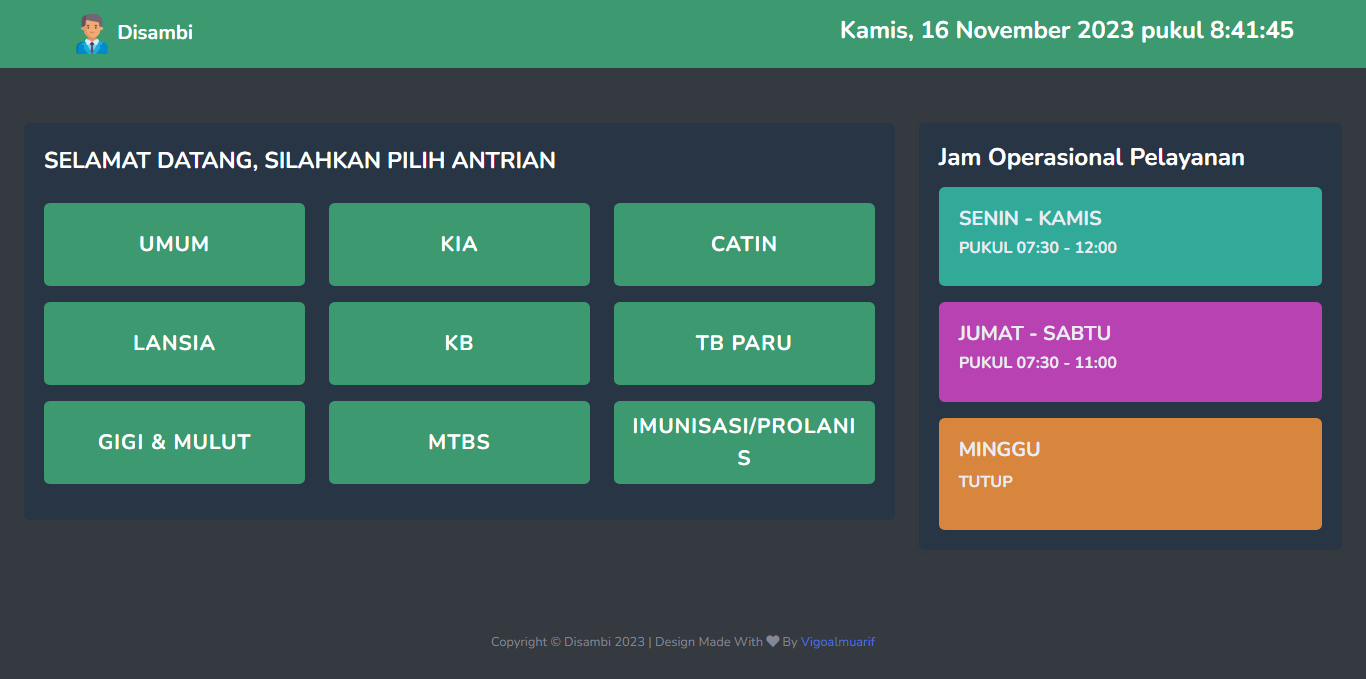 Disambi
Kamis, 16 November 2023 pukul 8:41:45
SELAMAT DATANG, SILAHKAN PILIH ANTRIAN
UMUM
KIA
CATIN
LANSIA
KB
TB PARU
GIGI & MULUT
MTBS
IMUNISASI/PROLANI
S
Jam Operasional Pelayanan
SENIN - KAMIS
PUKUL 07:30 - 12:00
JUMAT - SABTU
PUKUL 07:30 - 11:00
MINGGU
TUTUP
Copyright © Disambi 2023 | Design Made With ❤ By Vigoalmuarif